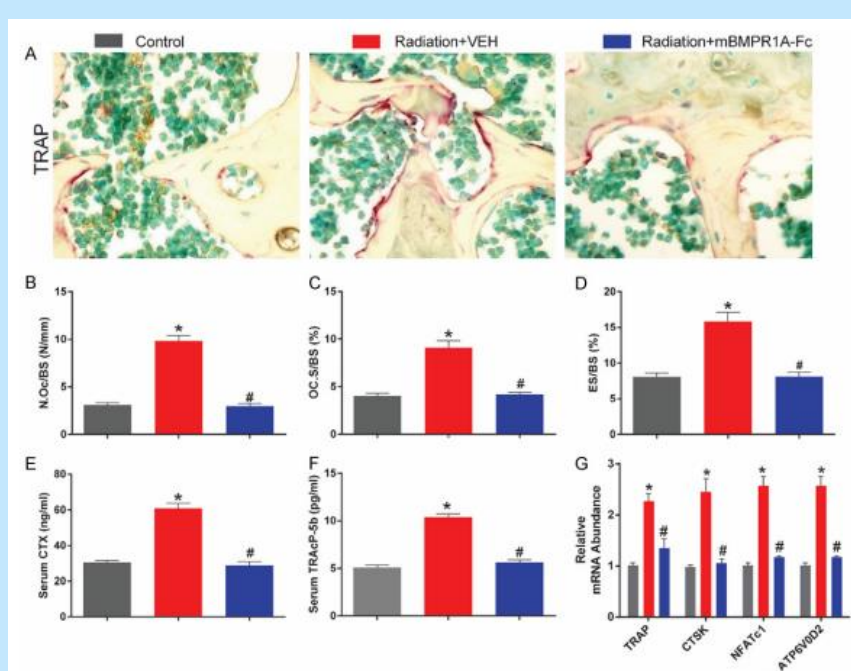 Control Radiation+VEH Radiation+mBMPR1A-Fc
A
TRAP
B
N.Oc/BS (N/mm)
15
10
5
0
*
#
C
OC.S/BS (%)
15
10
5
0
*
#
D
ES/BS (%)
20
15
10
5
0
*
#
E
Serum CTX (ng/ml)
80
60
40
20
0
*
#
F
Serum TRAcP-5b (pg/ml)
15
10
5
0
*
#
G
Relative
mRNA Abundance
3
2
1
0
* * * *
# # # #
TRAP CTSK NFATc1 ATP6V0D2